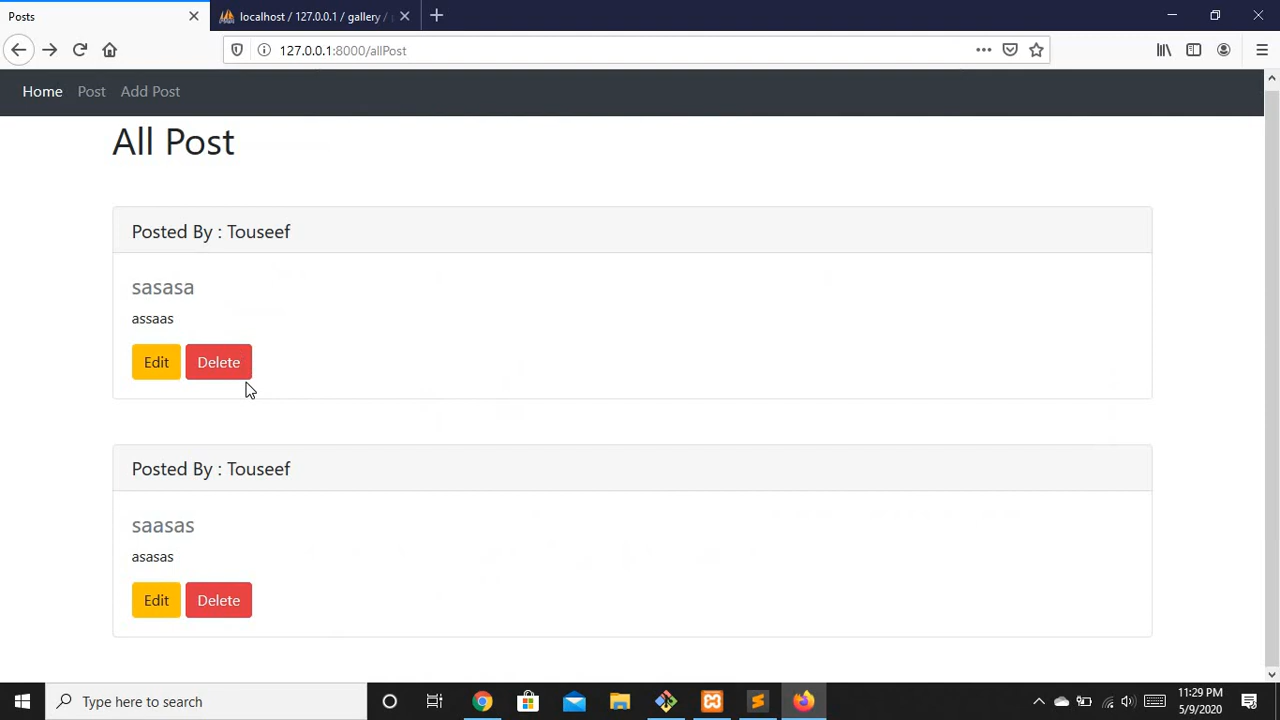 Posts
localhost / 127.0.0.1 / gallery /
127.0.0.1:8000/allPost
Home Post Add Post
All Post
Posted By : Touseef
sasasa
assaas
Edit Delete
Posted By : Touseef
saasas
asasas
Edit Delete
Type here to search
11:29 PM
5/9/2020